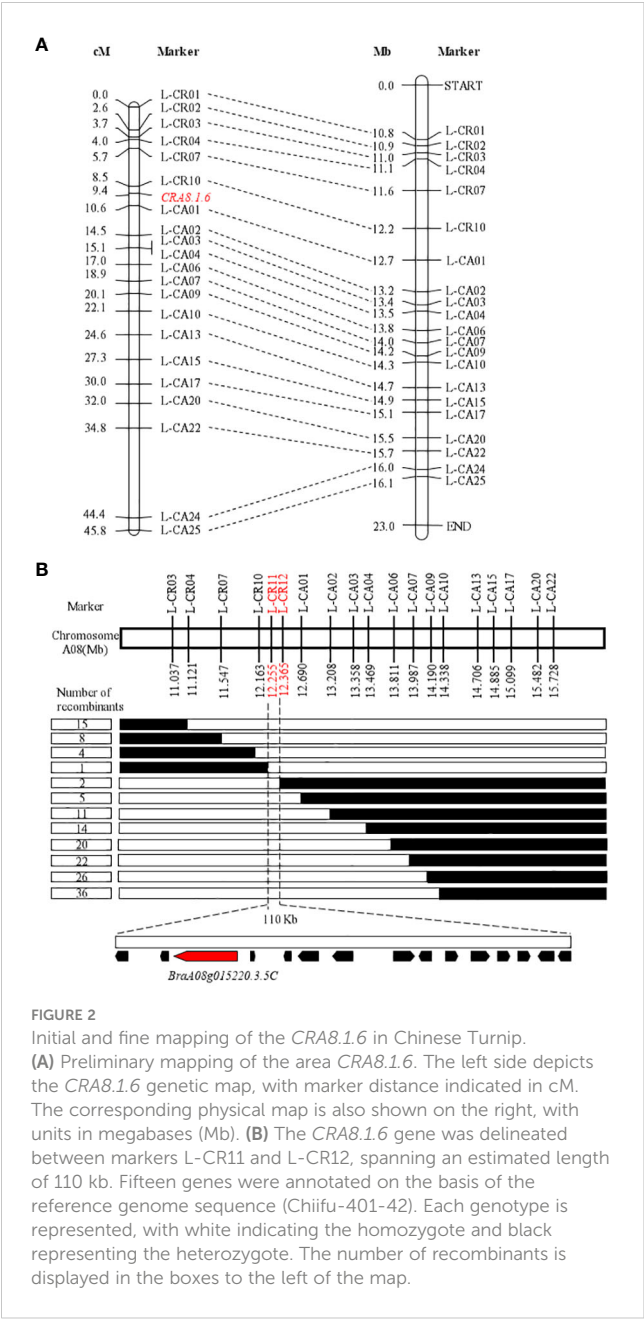 A
cM Marker Mb Marker
0.0 L-CR01
2.6 L-CR02
3.7 L-CR03
4.0 L-CR04
5.7 L-CR07
8.5 L-CR10
9.4 CRA8.1.6
10.6 L-CA01
14.5 L-CA02
15.1 L-CA03
L-CA04
17.0 L-CA06
18.9 L-CA07
20.1 L-CA09
22.1 L-CA10
24.6 L-CA13
27.3 L-CA15
30.0 L-CA17
32.0 L-CA20
34.8 L-CA22
44.4 L-CA24
45.8 L-CA25
0.0 START
10.8 L-CR01
10.9 L-CR02
11.0 L-CR03
11.1 L-CR04
11.6 L-CR07
12.2 L-CR10
12.7 L-CA01
13.2 L-CA02
13.4 L-CA03
13.5 L-CA04
13.8 L-CA06
14.0 L-CA07
14.2 L-CA09
14.3 L-CA10
14.7 L-CA13
14.9 L-CA15
15.1 L-CA17
15.5 L-CA20
15.7 L-CA22
16.0 L-CA24
16.1 L-CA25
23.0 END
B
Marker L-CR03 L-CR04 L-CR07 L-CR10 L-CR11 L-CR12 L-CA01 L-CA02 L-CA03 L-CA04 L-CA06 L-CA07 L-CA09 L-CA10 L-CA13 L-CA15 L-CA17 L-CA20 L-CA22
Chromosome
A08(Mb)
11.037 11.121 11.547 12.163 12.255 12.365 12.690 13.208 13.358 13.469 13.811 13.987 14.190 14.338 14.706 14.885 15.099 15.482 15.728
Number of
recombinants
15
8
4
1
2
5
11
14
20
22
26
36
110 Kb
BraA08g015220.3.5C
FIGURE 2
Initial and fine mapping of the CRA8.1.6 in Chinese Turnip.
(A) Preliminary mapping of the area CRA8.1.6. The left side depicts
the CRA8.1.6 genetic map, with marker distance indicated in cM.
The corresponding physical map is also shown on the right, with
units in megabases (Mb). (B) The CRA8.1.6 gene was delineated
between markers L-CR11 and L-CR12, spanning an estimated length
of 110 kb. Fifteen genes were annotated on the basis of the
reference genome sequence (Chiifu-401-42). Each genotype is
represented, with white indicating the homozygote and black
representing the heterozygote. The number of recombinants is
displayed in the boxes to the left of the map.